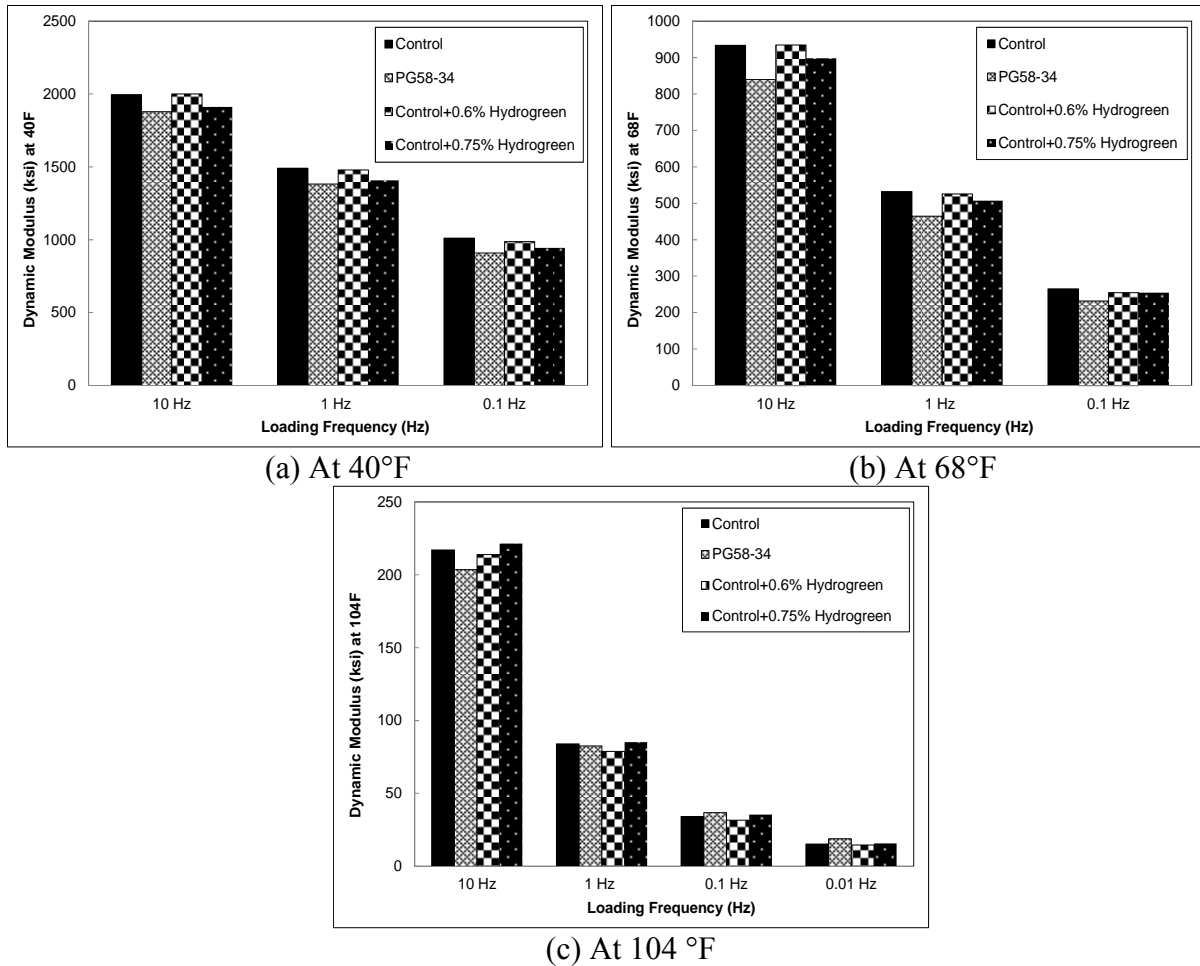 2500
2000
1500
1000
500
0
Dynamic Modulus (ksi) at 40F
Control
PG58-34
Control+0.6% Hydrogreen
Control+0.75% Hydrogreen
10 Hz 1 Hz 0.1 Hz
Loading Frequency (Hz)
(a) At 40°F
1000
900
800
700
600
500
400
300
200
100
0
Dynamic Modulus (ksi) at 68F
Control
PG58-34
Control+0.6% Hydrogreen
Control+0.75% Hydrogreen
10 Hz 1 Hz 0.1 Hz
Loading Frequency (Hz)
(b) At 68°F
250
200
150
100
50
0
Dynamic Modulus (ksi) at 104F
Control
PG58-34
Control+0.6% Hydrogreen
Control+0.75% Hydrogreen
10 Hz 1 Hz 0.1 Hz 0.01 Hz
Loading Frequency (Hz)
(c) At 104 °F